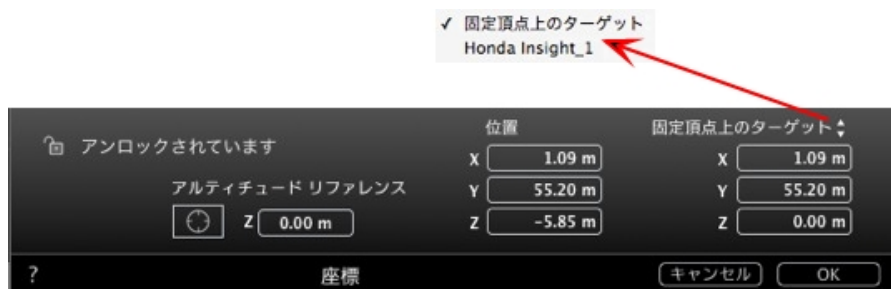 ✓ 固定頂点上のターゲット
Honda Insight_1
位置
固定頂点上のターゲット
アンロックされています
X 1.09 m
X 1.09 m
アルティチュード リファレンス
Y 55.20 m
Y 55.20 m
Z 0.00 m
Z -5.85 m
Z 0.00 m
?
座標
キャンセル
OK